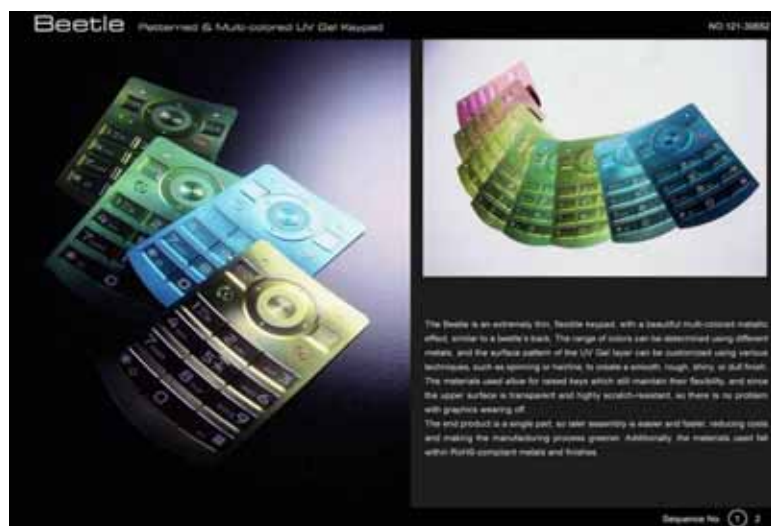 Beetle Patterned & Multi-colored UV Gel Keypad
NO.121-39692
The Beetle is an extremely thin, flexible keypad, with a beautiful multi-colored metallic
effect, similar to a beetle's back. The range of colors can be determined using different
metals, and the surface pattern of the UV Gel layer can be customized using various
techniques, such as spinning or hairline, to create a smooth, rough, shiny, or dull finish.
The materials used allow for raised keys which still maintain their flexibility, and since
the upper surface is transparent and highly scratch-resistant, so there is no problem
with graphics wearing off.
The end product is a single part, so later assembly is easier and faster, reducing costs
and making the manufacturing process greener. Additionally, the materials used fall
within RoHS-compliant metals and finishes.
Sequence No. 1 2